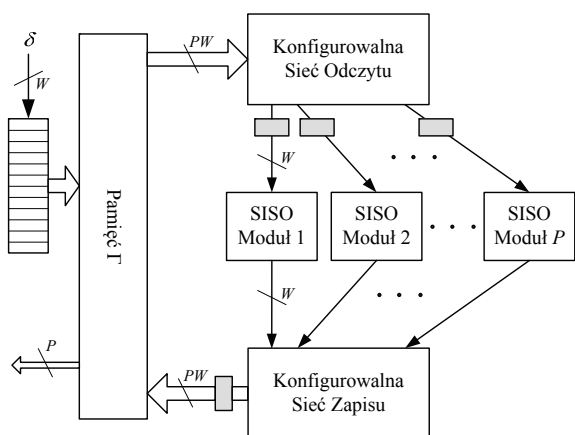 δ
W
PW
Konfigurowalna
Sieć Odczytu
W
Pamięć Γ
. . .
SISO
Moduł 1
SISO
Moduł 2
. . .
SISO
Moduł P
W
. . .
P
PW
Konfigurowalna
Sieć Zapisu